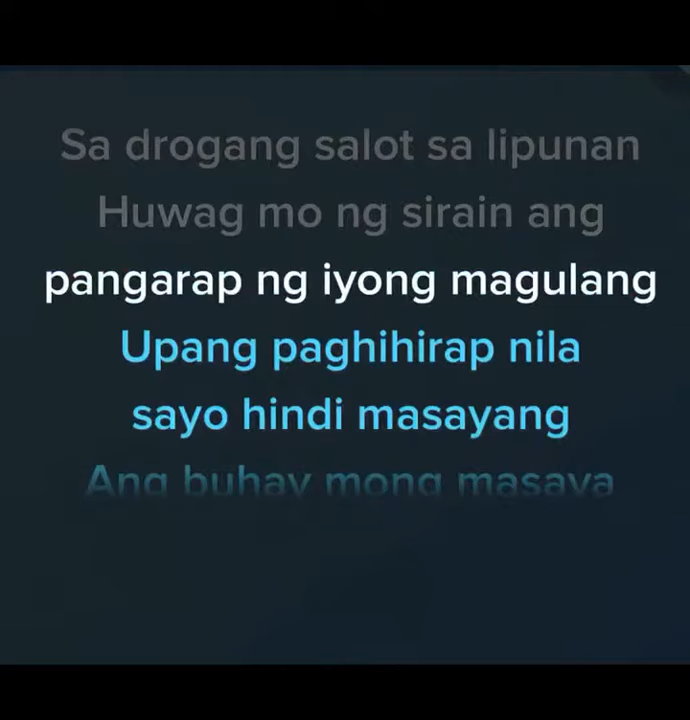 Sa drogang salot sa lipunan
Huwag mo ng sirain ang
pangarap ng iyong magulang
Upang paghihirap nila
sayo hindi masayang
Ang buhay mong masaya